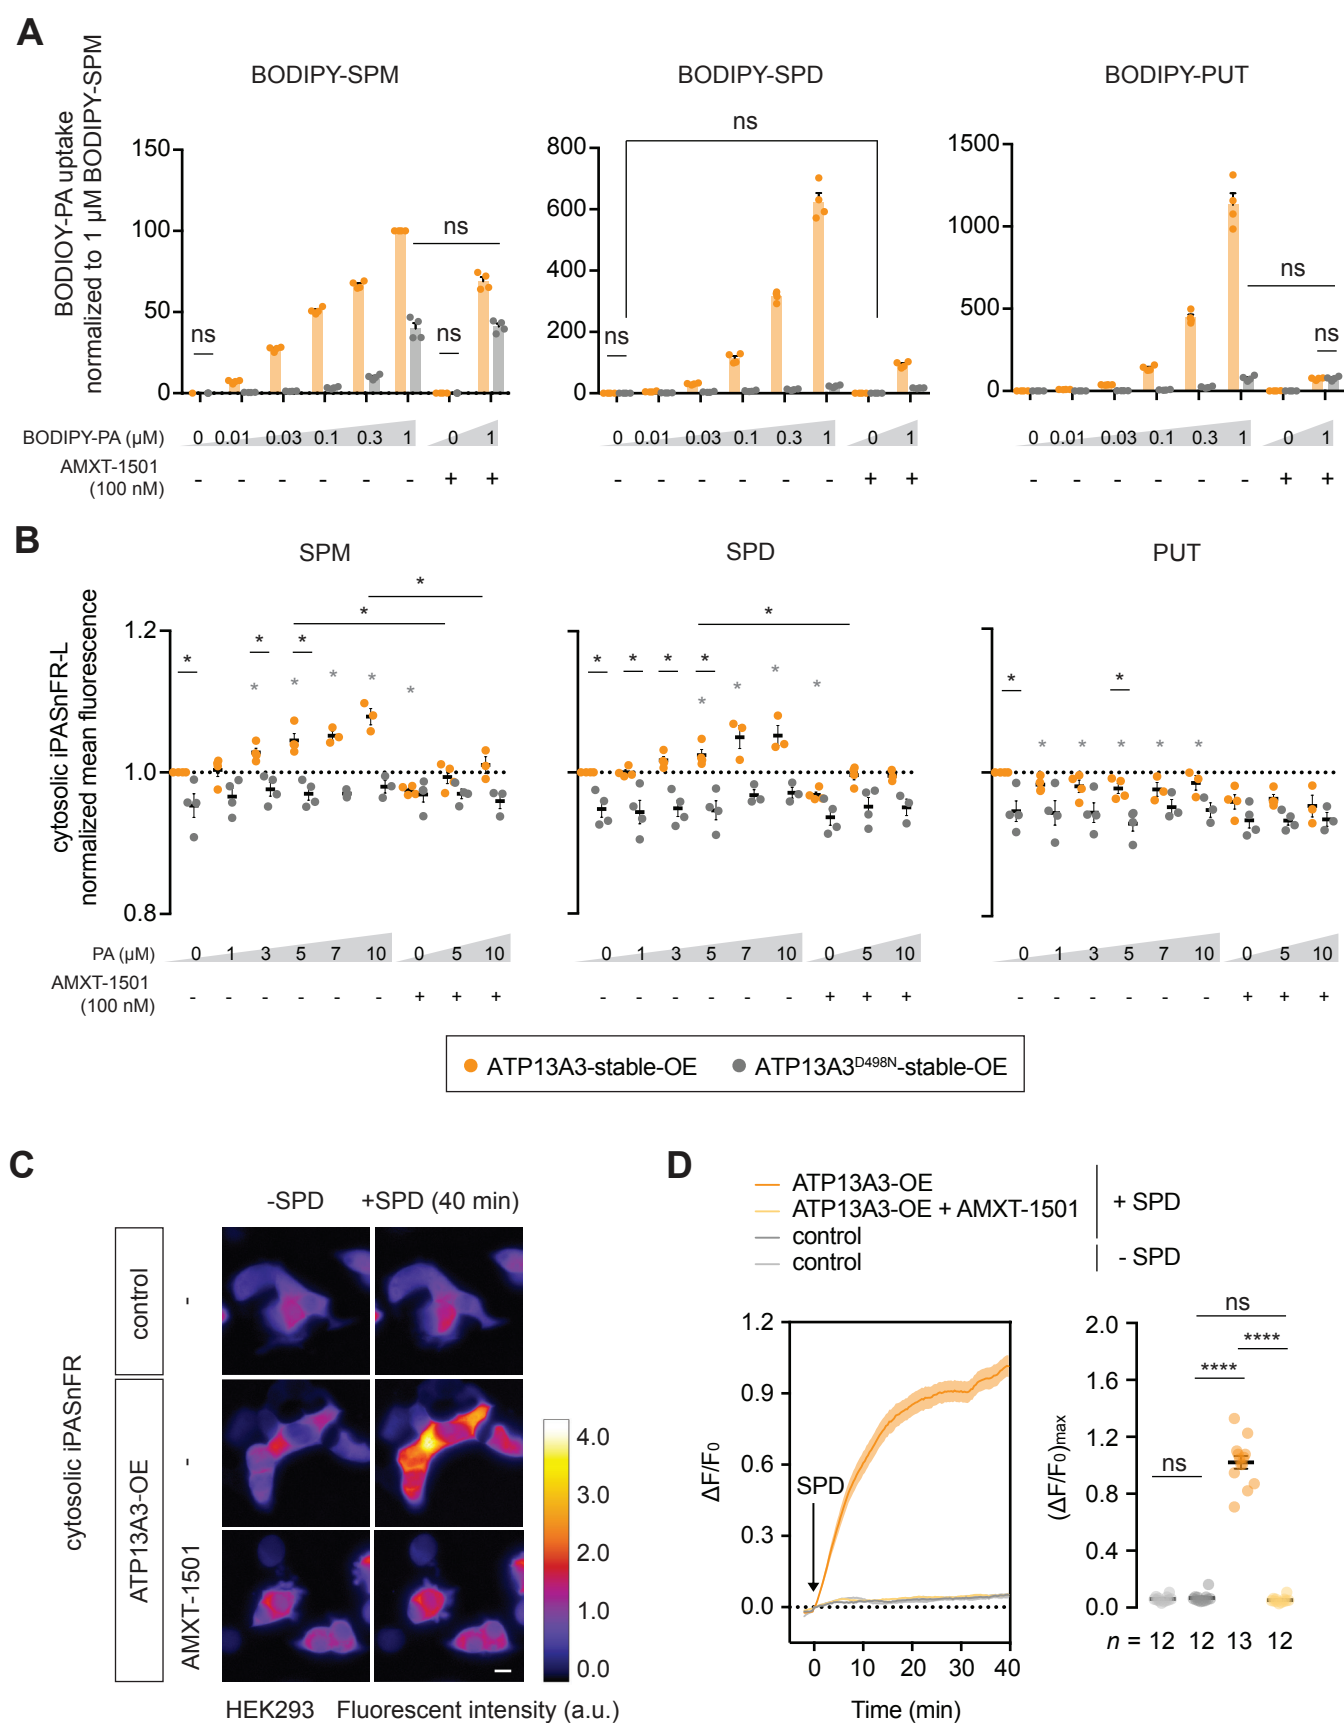 A
BODIOY-PA uptake
normalized to 1 µM BODIPY-SPM
BODIPY-SPM
BODIPY-SPD
BODIPY-PUT
150
100
50
0
ns
ns
ns
800
600
400
200
0
ns
ns
1500
1000
500
0
ns
ns
BODIPY-PA (µM)
0 0.01 0.03 0.1 0.3 1 0 1
0 0.01 0.03 0.1 0.3 1 0 1
0 0.01 0.03 0.1 0.3 1 0 1
AMXT-1501
(100 nM)
- - - - - - + +
- - - - - - + +
- - - - - - + +
B
cytosolic iPASnFR-L
normalized mean fluorescence
SPM
SPD
PUT
1.2
1.0
0.8
* * * * * * * * * * *
* * * * * * * * *
* * * * * * *
PA (µM)
0 1 3 5 7 10 0 5 10
0 1 3 5 7 10 0 5 10
0 1 3 5 7 10 0 5 10
AMXT-1501
(100 nM)
- - - - - - + + +
- - - - - - + + +
- - - - - - + + +
ATP13A3-stable-OE
ATP13A3D498N-stable-OE
C
-SPD
+SPD (40 min)
cytosolic iPASnFR
control
-
ATP13A3-OE
-
AMXT-1501
4.0
3.0
2.0
1.0
0.0
HEK293
Fluorescent intensity (a.u.)
D
ATP13A3-OE
ATP13A3-OE + AMXT-1501
control
control
+ SPD
- SPD
ΔF/F0
1.2
0.9
0.6
0.3
0.0
SPD
0 10 20 30 40
Time (min)
(ΔF/F0)max
2.0
1.6
1.2
0.8
0.4
0.0
ns
****
****
ns
n = 12 12 13 12